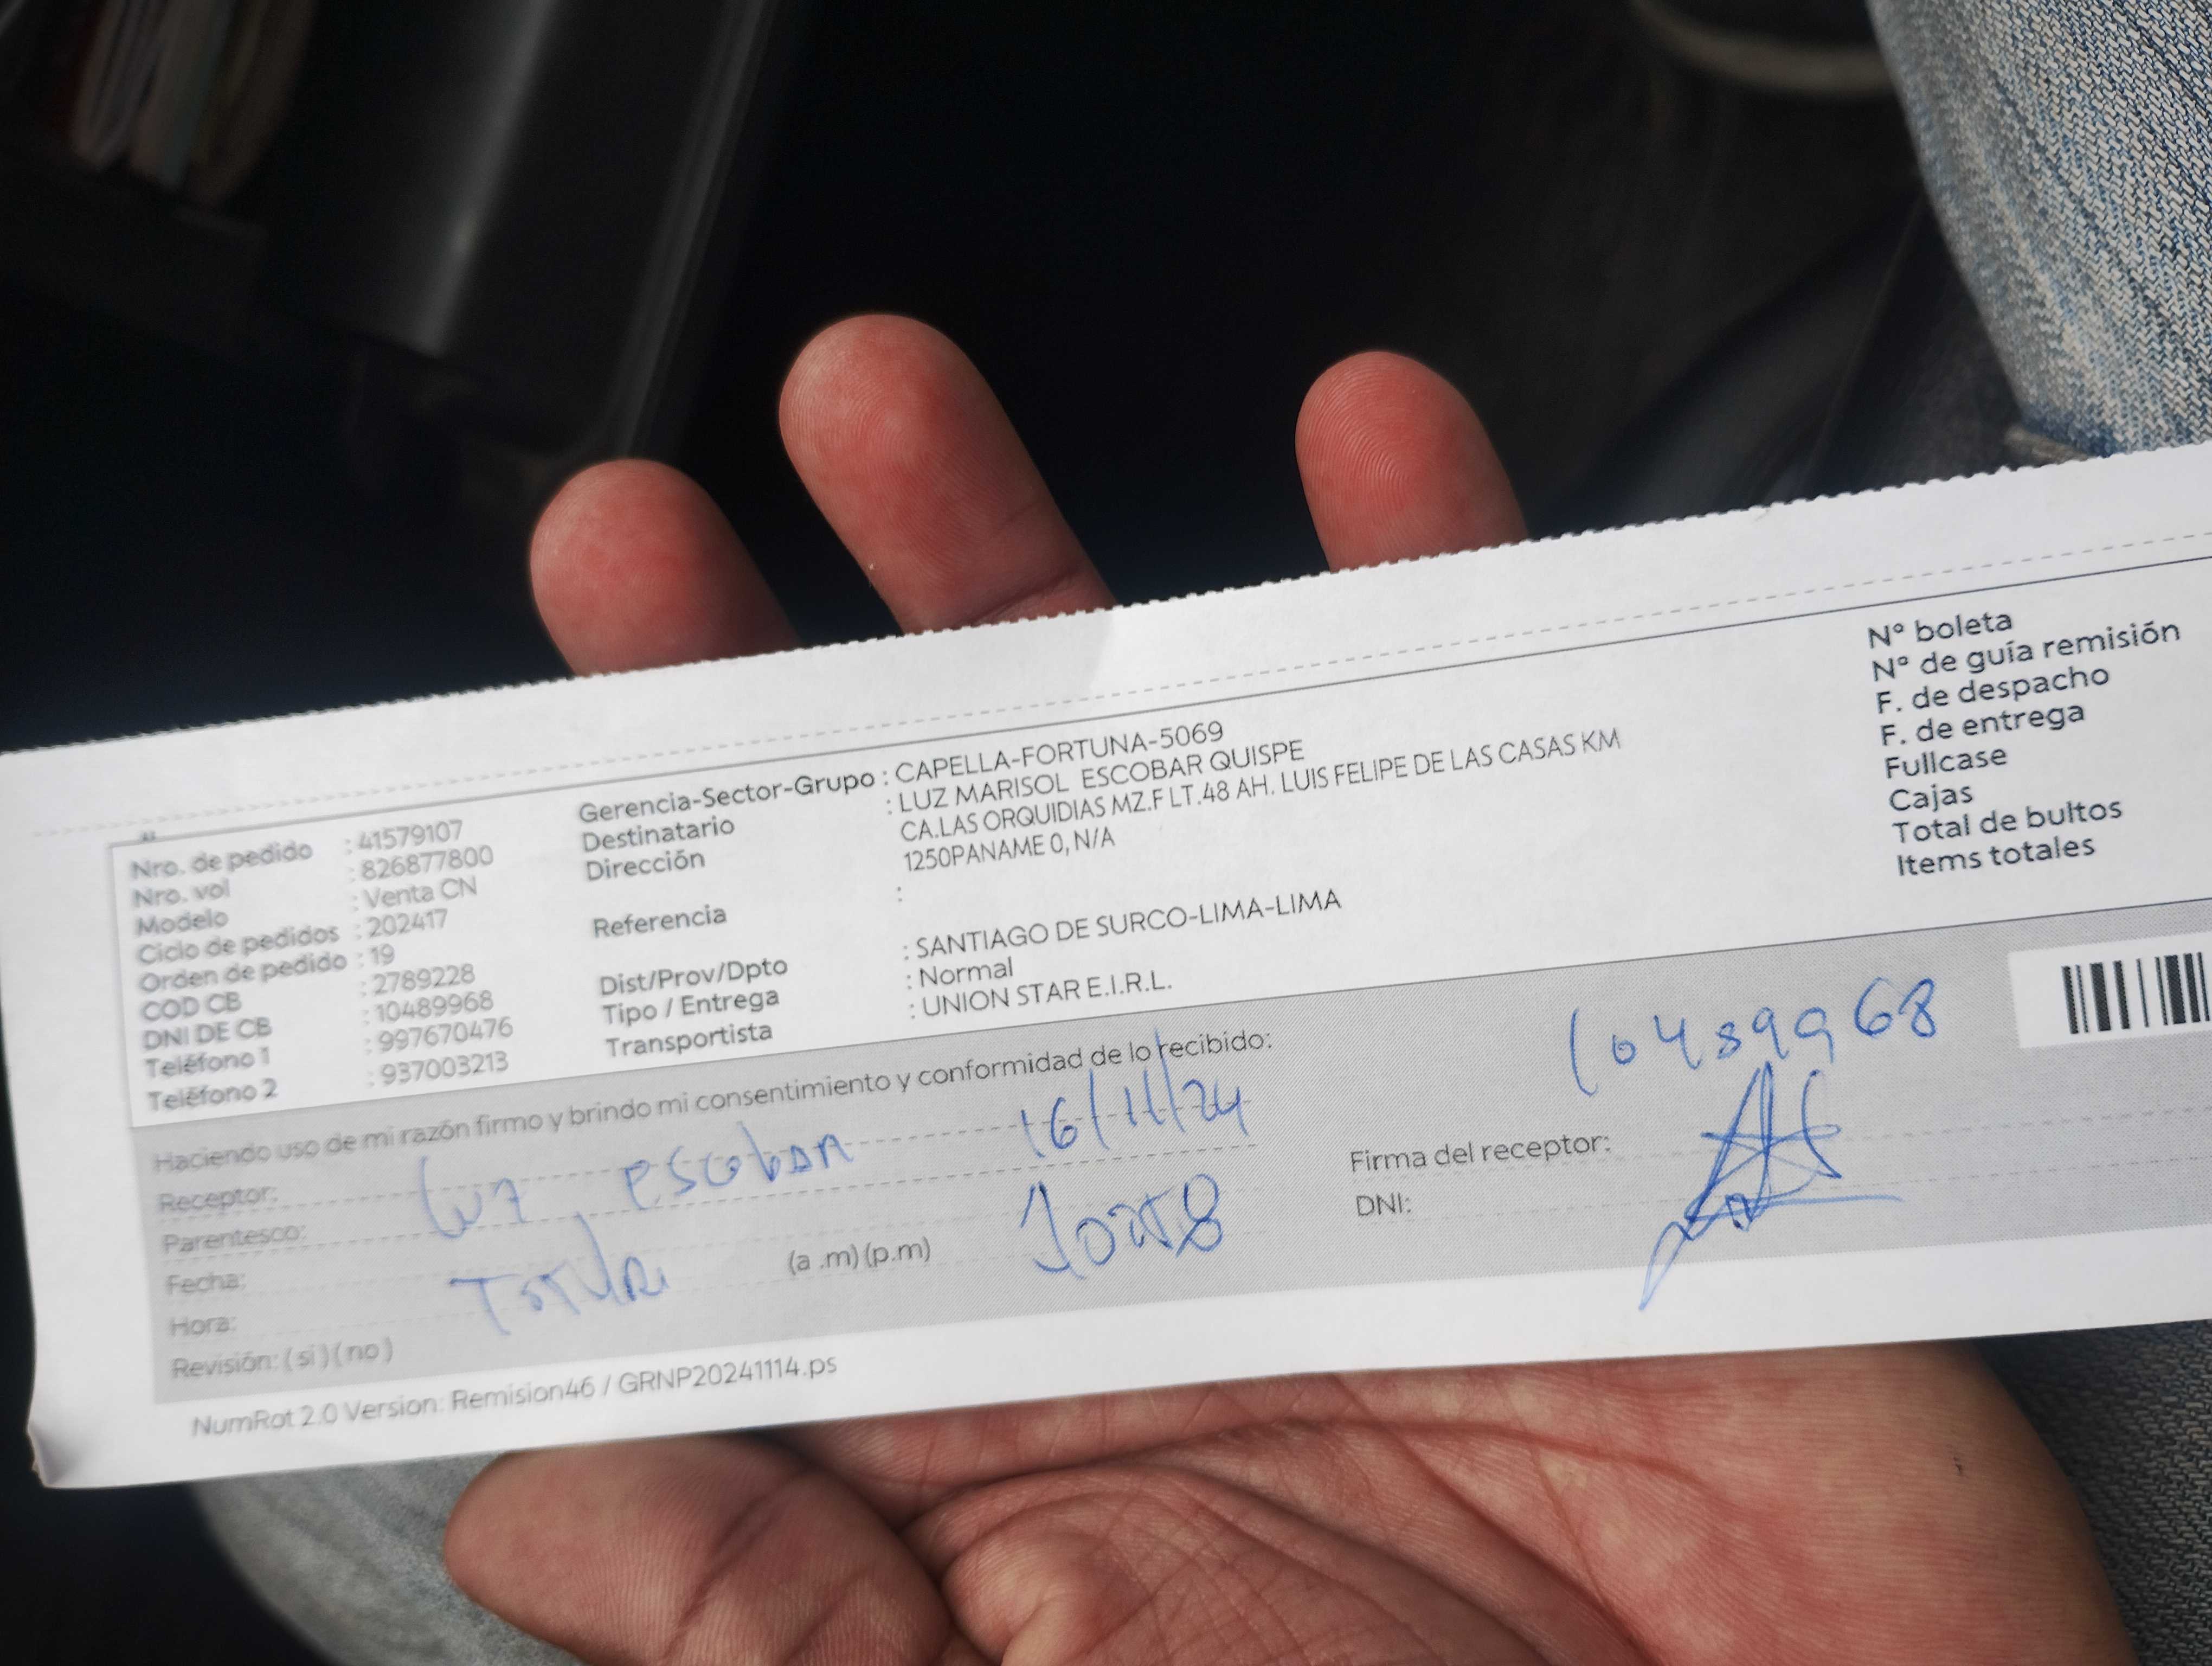 Nro. de pedido : 41579107
Nro. vol : 826877800
Modelo : Venta CN
Ciclo de pedidos : 202417
Orden de pedido : 19
COD CB : 2789228
DNI DE CB : 10489968
Teléfono 1 : 997670476
Teléfono 2 : 937003213
Gerencia-Sector-Grupo : CAPELLA-FORTUNA-5069
Destinatario : LUZ MARISOL ESCOBAR QUISPE
Dirección CA.LAS ORQUIDIAS MZ.F LT.48 AH. LUIS FELIPE DE LAS CASAS KM
1250PANAME 0, N/A
Referencia :
Dist/Prov/Dpto : SANTIAGO DE SURCO-LIMA-LIMA
Tipo / Entrega : Normal
Transportista : UNION STAR E.I.R.L.
N° boleta
N° de guía remisión
F. de despacho
F. de entrega
Fullcase
Cajas
Total de bultos
Items totales
Haciendo uso de mi razón firmo y brindo mi consentimiento y conformidad de lo recibido:
Receptor: Luz escobar 16/11/24
Parentesco:
Fecha:
Hora: (a .m) (p.m)
Revisión: ( si ) ( no )
10489968
Firma del receptor:
DNI:
NumRot 2.0 Version: Remision46 / GRNP20241114.ps